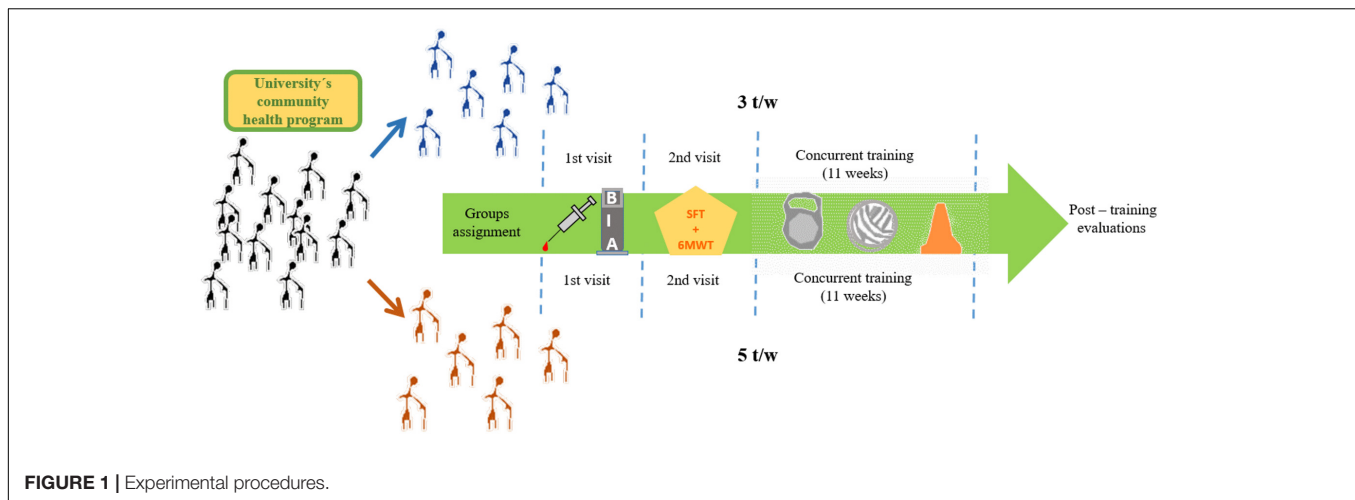 University´s
community
health program
3 t/w
1st visit
2nd visit
Concurrent training
(11 weeks)
Groups
assignment
B
I
A
SFT
+
6MWT
Post – training
evaluations
1st visit
2nd visit
Concurrent training
(11 weeks)
5 t/w
FIGURE 1 | Experimental procedures.